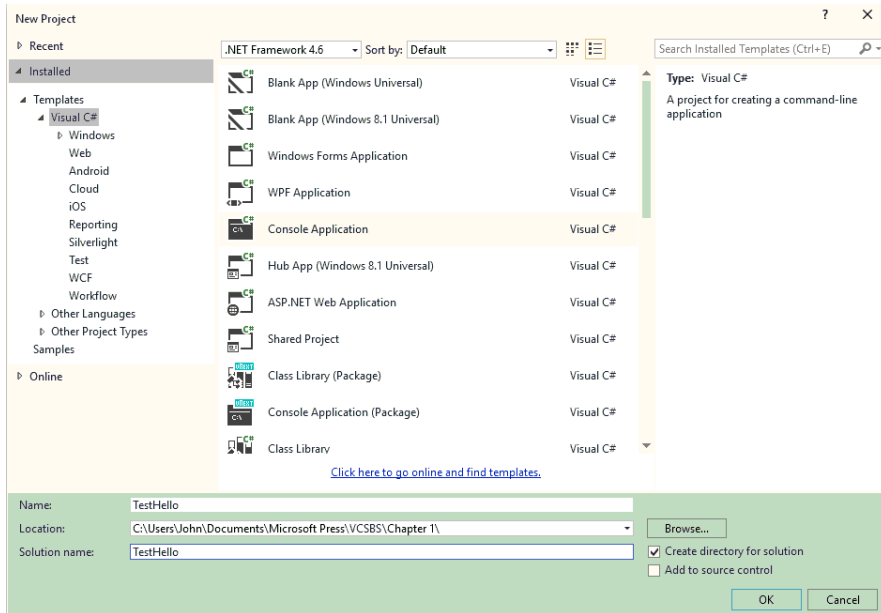 New Project
? ×
Recent
.NET Framework 4.6 Sort by: Default
Search Installed Templates (Ctrl+E)
Installed
Templates
Visual C#
Windows
Web
Android
Cloud
iOS
Reporting
Silverlight
Test
WCF
Workflow
Other Languages
Other Project Types
Samples
Online
Blank App (Windows Universal) Visual C#
Blank App (Windows 8.1 Universal) Visual C#
Windows Forms Application Visual C#
WPF Application Visual C#
Console Application Visual C#
Hub App (Windows 8.1 Universal) Visual C#
ASP.NET Web Application Visual C#
Shared Project Visual C#
Class Library (Package) Visual C#
Console Application (Package) Visual C#
Class Library Visual C#
Click here to go online and find templates.
Type: Visual C#
A project for creating a command-line
application
Name: TestHello
Location: C:\Users\John\Documents\Microsoft Press\VCSBS\Chapter 1\ Browse...
Solution name: TestHello
Create directory for solution
Add to source control
OK Cancel